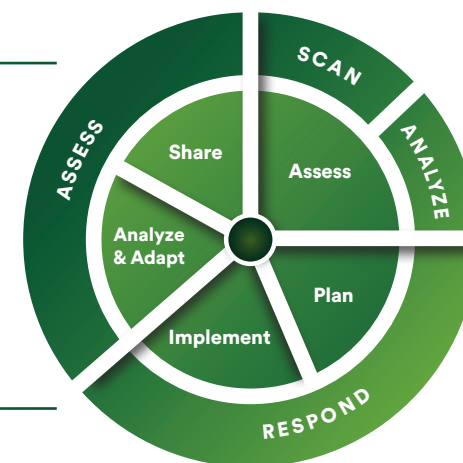 SCAN
ANALYZE
RESPOND
ASSESS
Assess
Plan
Implement
Analyze
& Adapt
Share